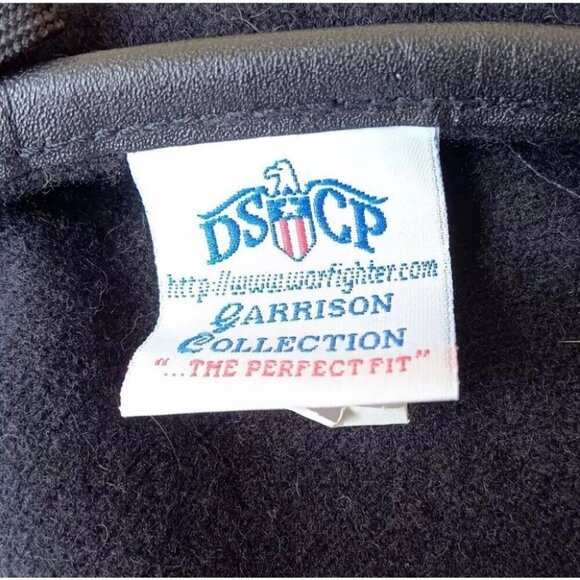 DSCP
http://www.warfighter.com
GARRISON
COLLECTION
"...THE PERFECT FIT"